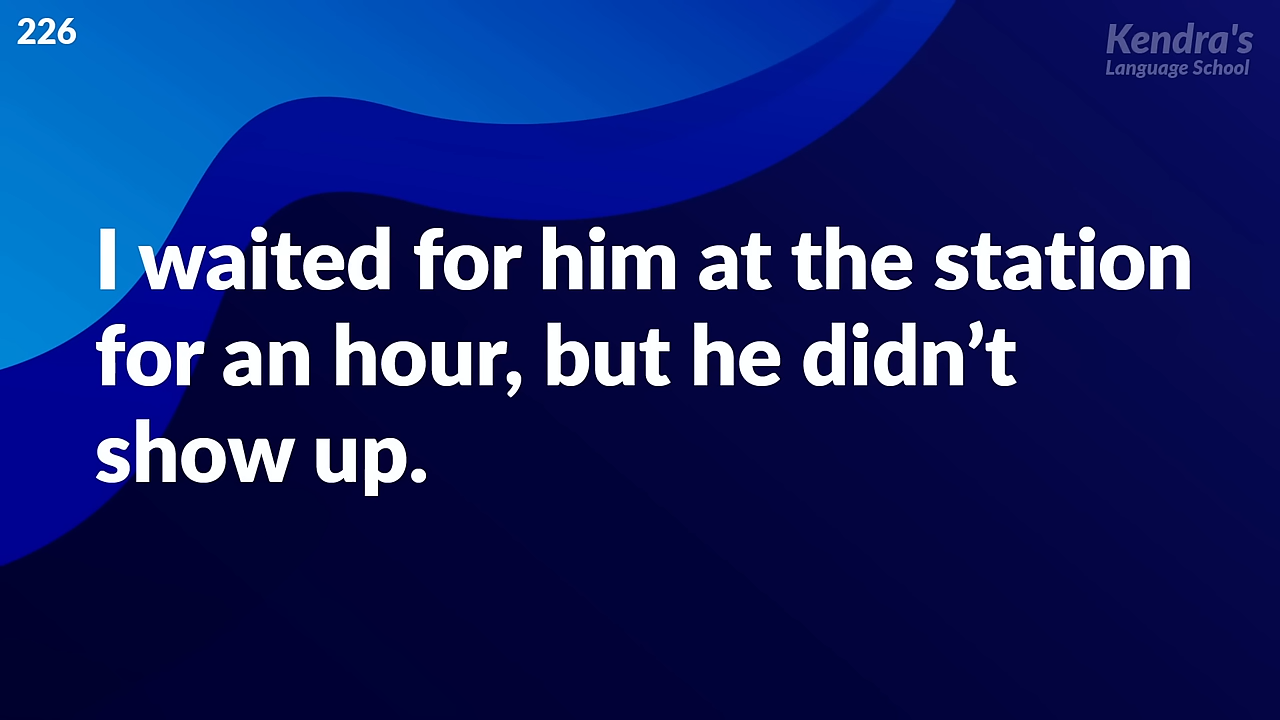 226
Kendra's
Language School
I waited for him at the station
for an hour, but he didn’t
show up.